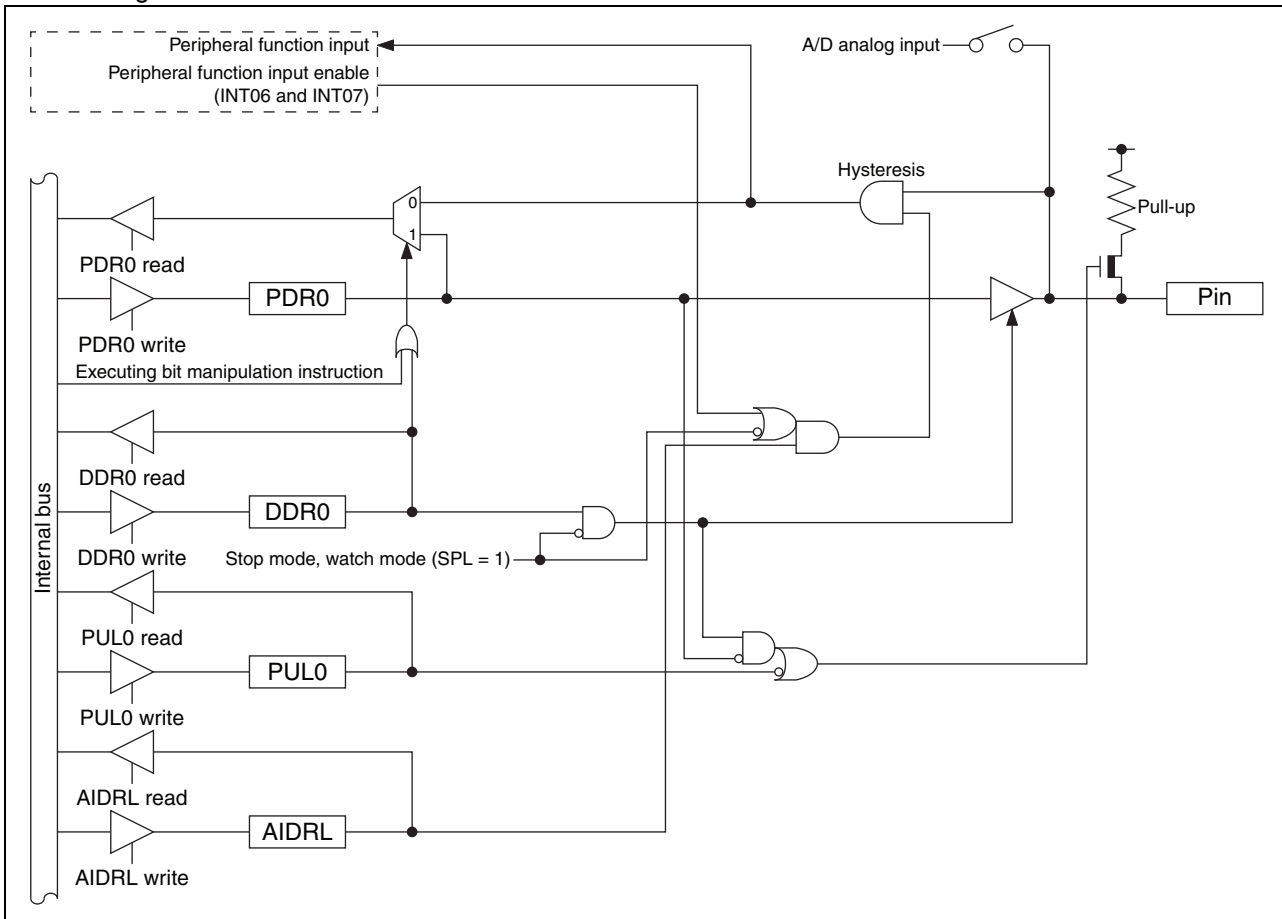 Peripheral function input
A/D analog input
Peripheral function input enable
(INT06 and INT07)
Hysteresis
0
Pull-up
1
PDR0 read
PDR0
Pin
PDR0 write
Executing bit manipulation instruction
DDR0 read
DDR0
DDR0 write
Stop mode, watch mode (SPL = 1)
Internal bus
PUL0 read
PUL0
PUL0 write
AIDRL read
AIDRL
AIDRL write